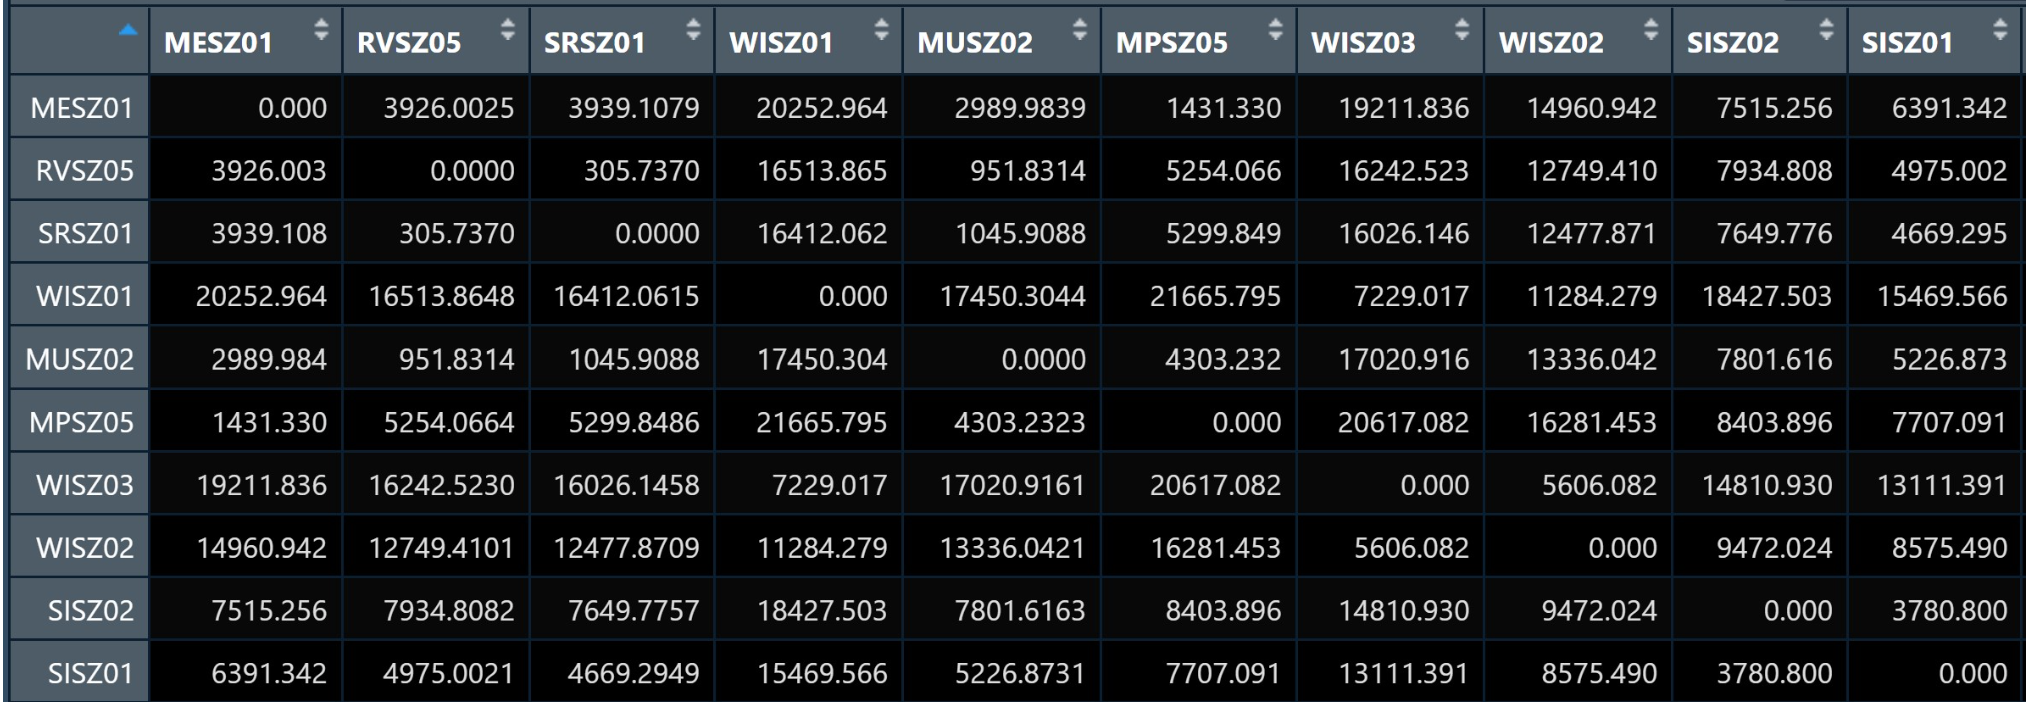 MESZ01 RVSZ05 SRSZ01 WISZ01 MUSZ02 MPSZ05 WISZ03 WISZ02 SISZ02 SISZ01
MESZ01 0.000 3926.0025 3939.1079 20252.964 2989.9839 1431.330 19211.836 14960.942 7515.256 6391.342
RVSZ05 3926.003 0.0000 305.7370 16513.865 951.8314 5254.066 16242.523 12749.410 7934.808 4975.002
SRSZ01 3939.108 305.7370 0.0000 16412.062 1045.9088 5299.849 16026.146 12477.871 7649.776 4669.295
WISZ01 20252.964 16513.8648 16412.0615 0.000 17450.3044 21665.795 7229.017 11284.279 18427.503 15469.566
MUSZ02 2989.984 951.8314 1045.9088 17450.304 0.0000 4303.232 17020.916 13336.042 7801.616 5226.873
MPSZ05 1431.330 5254.0664 5299.8486 21665.795 4303.2323 0.000 20617.082 16281.453 8403.896 7707.091
WISZ03 19211.836 16242.5230 16026.1458 7229.017 17020.9161 20617.082 0.000 5606.082 14810.930 13111.391
WISZ02 14960.942 12749.4101 12477.8709 11284.279 13336.0421 16281.453 5606.082 0.000 9472.024 8575.490
SISZ02 7515.256 7934.8082 7649.7757 18427.503 7801.6163 8403.896 14810.930 9472.024 0.000 3780.800
SISZ01 6391.342 4975.0021 4669.2949 15469.566 5226.8731 7707.091 13111.391 8575.490 3780.800 0.000